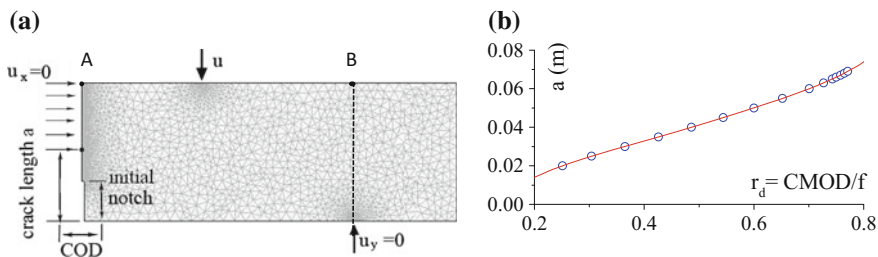 (a)
A
B
u
u_x=0
crack length a
initial
notch
COD
u_y=0
(b)
a (m)
0.08
0.06
0.04
0.02
0.00
r_d= CMOD/f
0.2
0.4
0.6
0.8